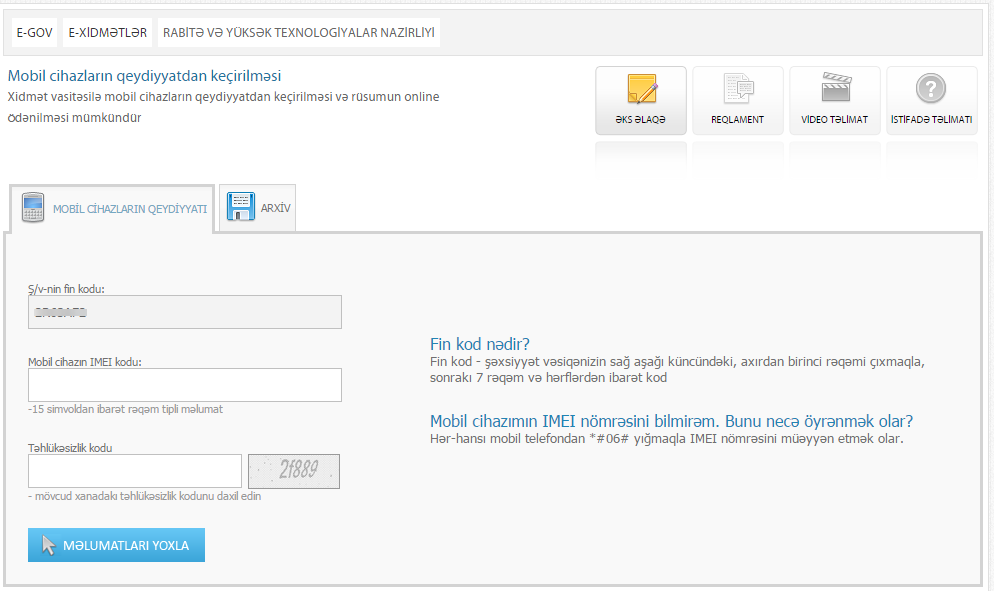 E-GOV E-XİDMƏTLƏR RABİTƏ VƏ YÜKSƏK TEXNOLOGİYALAR NAZİRLİYİ
Mobil cihazların qeydiyyatdan keçirilməsi
Xidmət vasitəsilə mobil cihazların qeydiyyatdan keçirilməsi və rüsumun online
ödənilməsi mümkündür
ƏKS ƏLAQƏ REQLAMENT VİDEO TƏLİMAT İSTİFADƏ TƏLİMATI
MOBİL CİHAZLARIN QEYDİYYATI ARXİV
Ş/v-nin fin kodu:
Mobil cihazın IMEI kodu:
-15 simvoldan ibarət rəqəm tipli məlumat
Təhlükəsizlik kodu
2f889
- mövcud xanadakı təhlükəsizlik kodunu daxil edin
MƏLUMATLARI YOXLA
Fin kod nədir?
Fin kod - şəxsiyyət vəsiqənizin sağ aşağı küncündəki, axırdan birinci rəqəmi çıxmaqla,
sonrakı 7 rəqəm və hərflərdən ibarət kod
Mobil cihazımın IMEI nömrəsini bilmirəm. Bunu necə öyrənmək olar?
Hər-hansı mobil telefondan *#06# yığmaqla IMEI nömrəsini müəyyən etmək olar.